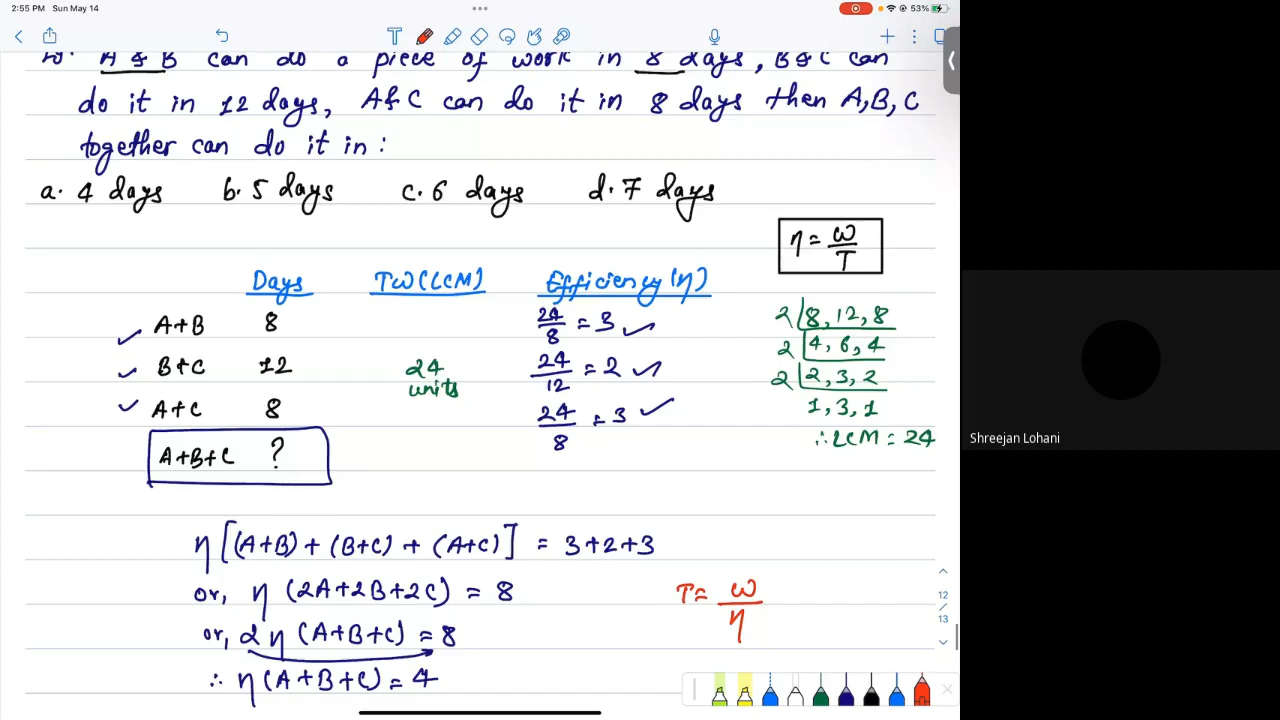 2:55 PM Sun May 14
53%
A & B can do a piece of work in 8 days, B&C can
do it in 12 days, A&C can do it in 8 days then A, B, C
together can do it in :
a. 4 days b. 5 days c. 6 days d. 7 days
η = ω/T
Days TW(LCM) Efficiency(η)
A+B 8 24/8 = 3
B+C 12 24 units 24/12 = 2
A+C 8 24/8 = 3
A+B+C ?
2 | 8, 12, 8
2 | 4, 6, 4
2 | 2, 3, 2
1, 3, 1
∴ LCM = 24
Shreejan Lohani
η [(A+B) + (B+C) + (A+C)] = 3+2+3
or, η (2A+2B+2C) = 8
or, 2 η (A+B+C) = 8
∴ η (A+B+C) = 4
T = ω/η
12
/
13